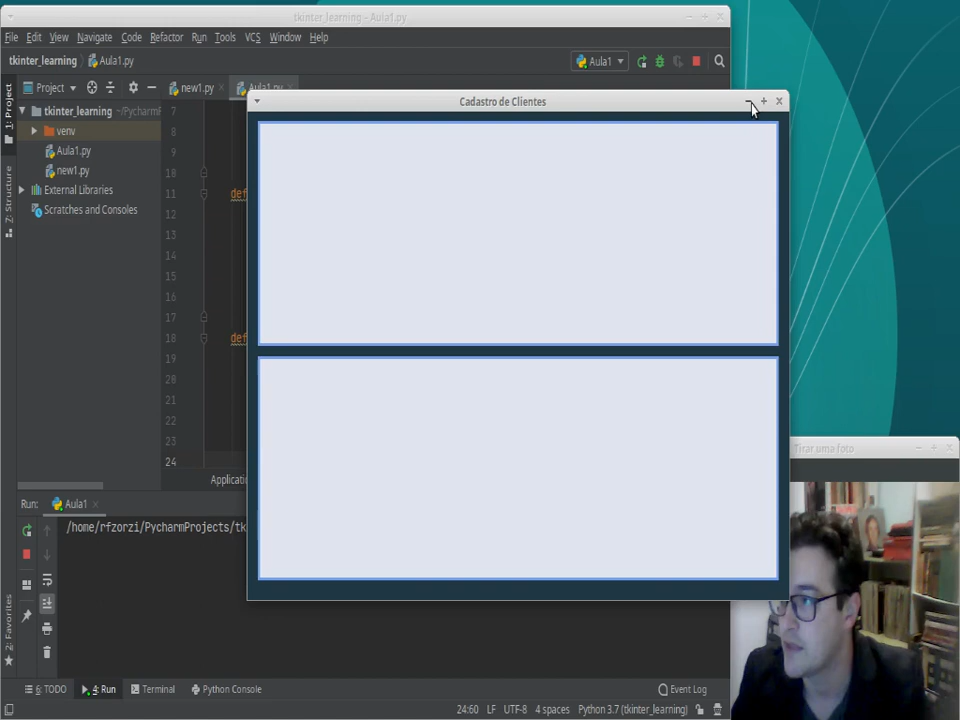 tkinter_learning - Aula1.py
File Edit View Navigate Code Refactor Run Tools VCS Window Help
tkinter_learning Aula1.py
Aula1
1: Project
Project
new1.py
Aula1.py
Cadastro de Clientes
tkinter_learning ~/PycharmP
venv
Aula1.py
new1.py
External Libraries
Scratches and Consoles
7: Structure
7
8
9
10
11 def
12
13
14
15
16
17
18 def
19
20
21
22
23
24
Applicatio
Tirar uma foto
Run: Aula1
/home/rfzorzi/PycharmProjects/tk
2: Favorites
6: TODO 4: Run Terminal Python Console Event Log
24:60 LF UTF-8 4 spaces Python 3.7 (tkinter_learning)